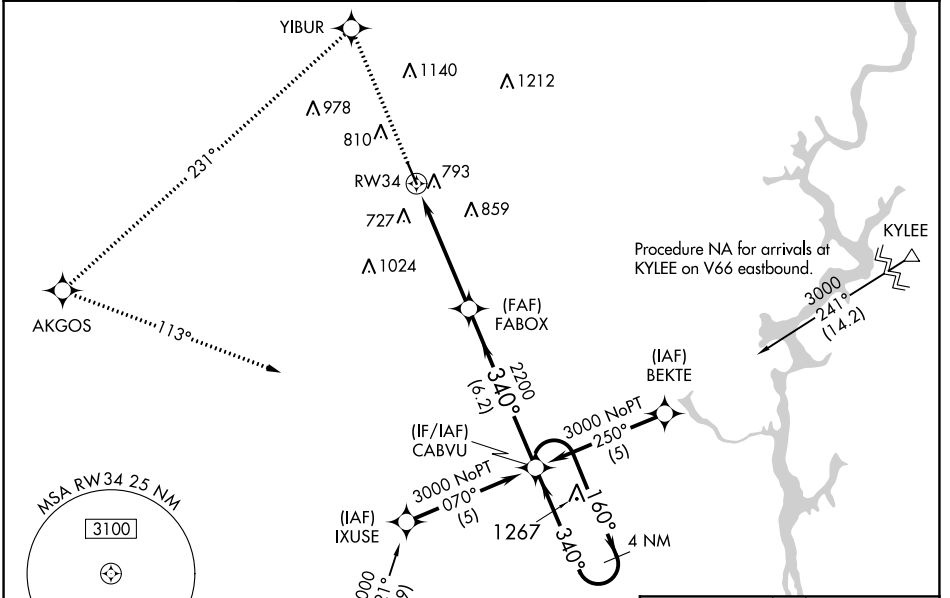 YIBUR
1140
1212
978
810
231°
RW34
793
727
859
1024
KYLEE
Procedure NA for arrivals at
KYLEE on V66 eastbound.
3000
241°
(14.2)
AKGOS
113°
(FAF)
FABOX
(IAF)
BEKTE
2200
340°
(6.2)
(IF/IAF)
CABVU
3000 NoPT
250°
(5)
3000 NoPT
070°
(5)
(IAF)
IXUSE
1267
160°
340°
4 NM
MSA RW34 25 NM
3100